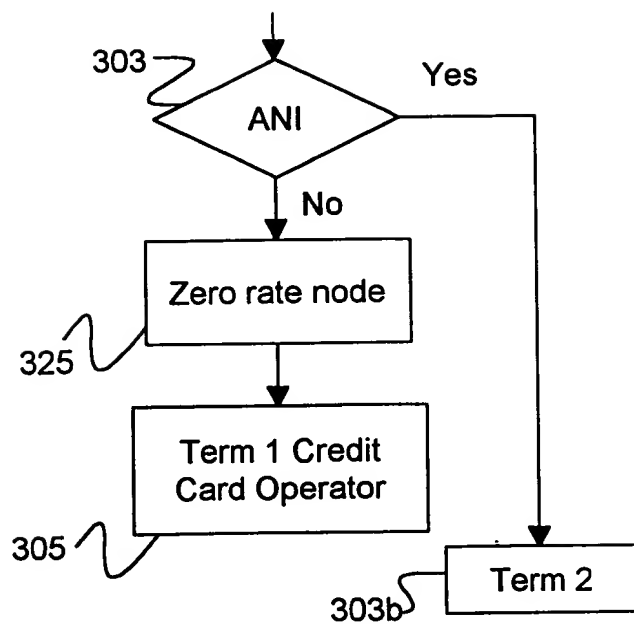 303
Yes
ANI
No
Zero rate node
325
Term 1 Credit
Card Operator
305
Term 2
303b